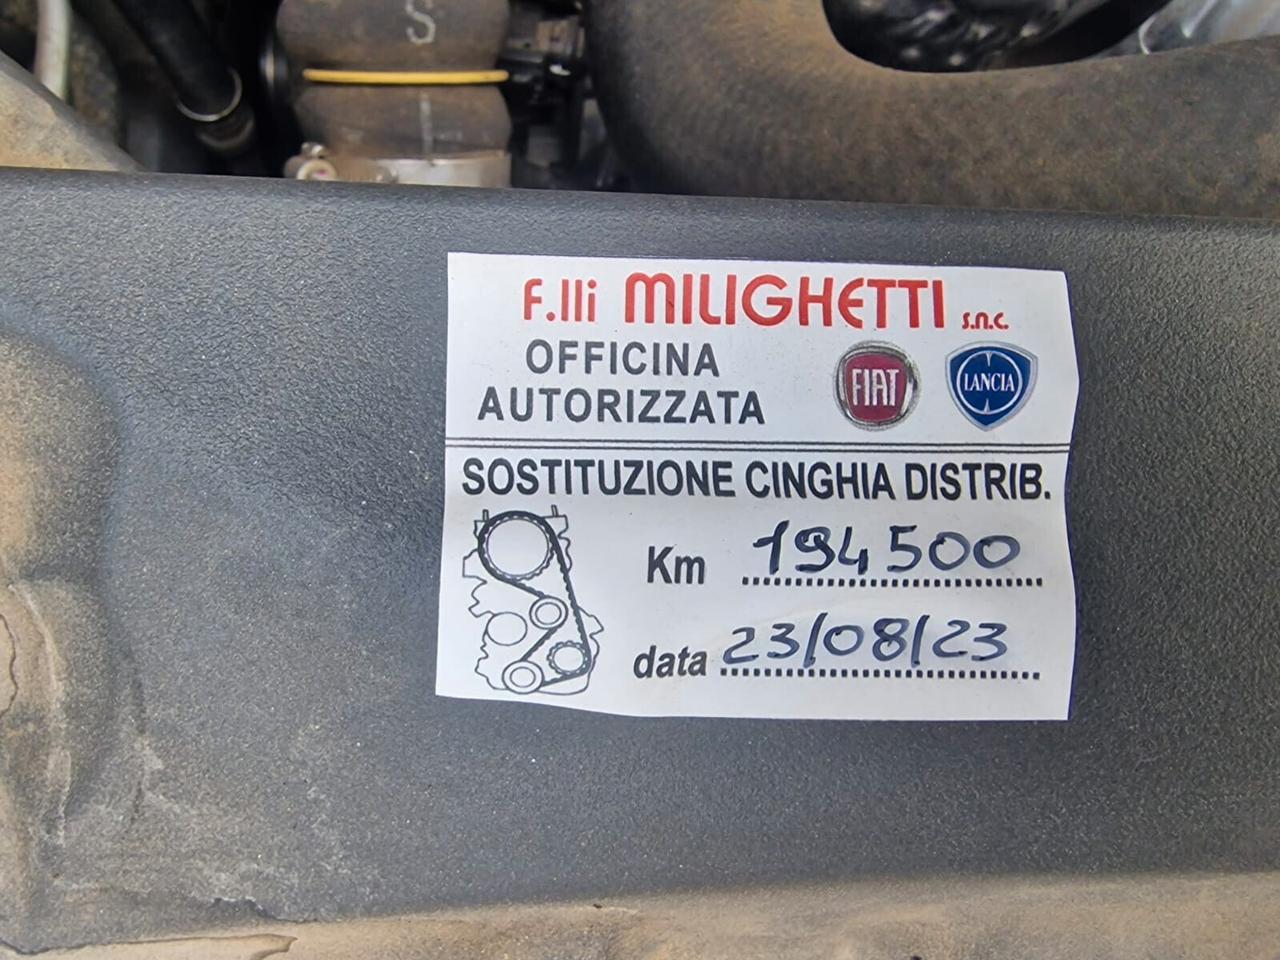 S
F.lli MILIGHETTI s.n.c.
OFFICINA
AUTORIZZATA
FIAT
LANCIA
SOSTITUZIONE CINGHIA DISTRIB.
Km 194500
data 23/08/23